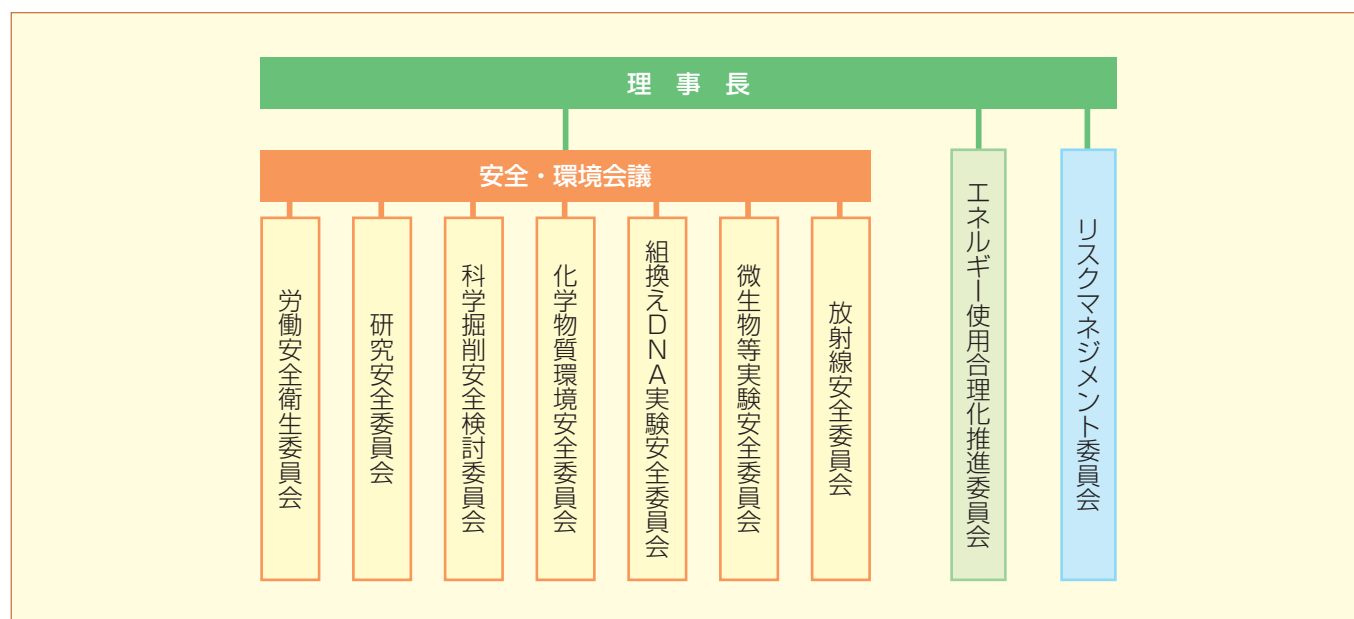 理 事 長
安全・環境会議
労働安全衛生委員会
研究安全委員会
科学掘削安全検討委員会
化学物質環境安全委員会
組換えDNA実験安全委員会
微生物等実験安全委員会
放射線安全委員会
エネルギー使用合理化推進委員会
リスクマネジメント委員会